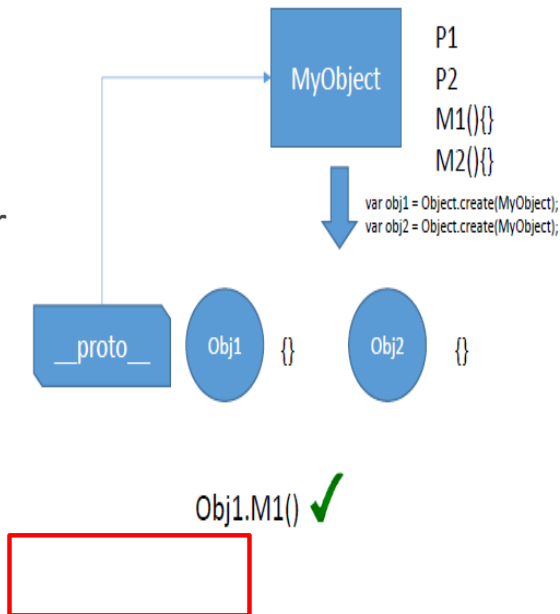 MyObject
P1
P2
M1(){}
M2(){}
var obj1 = Object.create(MyObject);
var obj2 = Object.create(MyObject);
r
__proto__
Obj1
{}
Obj2
{}
Obj1.M1()